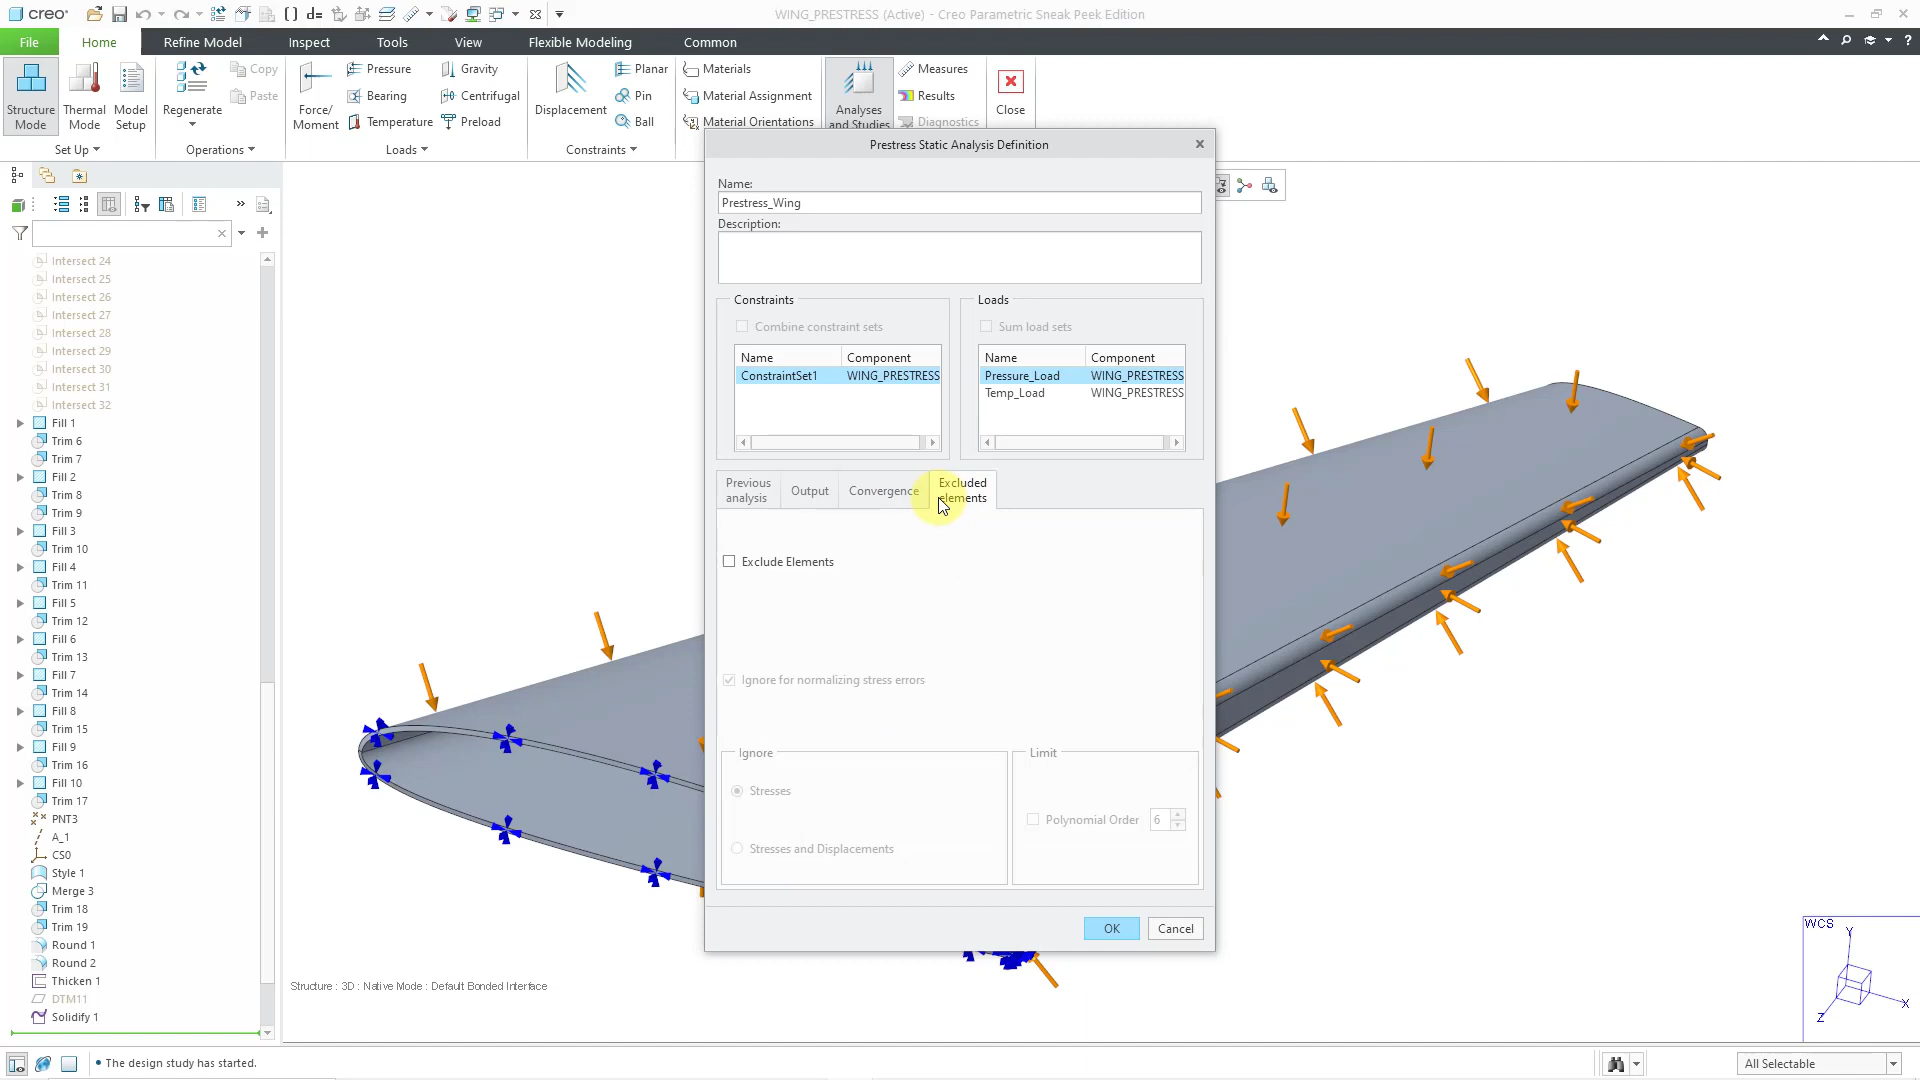 creo
WING_PRESTRESS (Active) - Creo Parametric Sneak Peek Edition
File Home Refine Model Inspect Tools View Flexible Modeling Common
Structure Mode
Thermal Mode
Model Setup
Set Up
Regenerate
Copy
Paste
Operations
Force/ Moment
Pressure
Bearing
Temperature
Gravity
Centrifugal
Preload
Loads
Displacement
Planar
Pin
Ball
Constraints
Materials
Material Assignment
Material Orientations
Analyses and Studies
Measures
Results
Diagnostics
Close
Intersect 24
Intersect 25
Intersect 26
Intersect 27
Intersect 28
Intersect 29
Intersect 30
Intersect 31
Intersect 32
Fill 1
Trim 6
Trim 7
Fill 2
Trim 8
Trim 9
Fill 3
Trim 10
Fill 4
Trim 11
Fill 5
Trim 12
Fill 6
Trim 13
Fill 7
Trim 14
Fill 8
Trim 15
Fill 9
Trim 16
Fill 10
Trim 17
PNT3
A_1
CS0
Style 1
Merge 3
Trim 18
Trim 19
Round 1
Round 2
Thicken 1
DTM11
Solidify 1
Prestress Static Analysis Definition
Name:
Prestress_Wing
Description:
Constraints
Combine constraint sets
Name Component
ConstraintSet1 WING_PRESTRESS
Loads
Sum load sets
Name Component
Pressure_Load WING_PRESTRESS
Temp_Load WING_PRESTRESS
Previous analysis
Output
Convergence
Excluded elements
Exclude Elements
Ignore for normalizing stress errors
Ignore
Stresses
Stresses and Displacements
Limit
Polynomial Order 6
OK Cancel
Structure : 3D : Native Mode : Default Bonded Interface
WCS
Y
X
Z
• The design study has started.
All Selectable